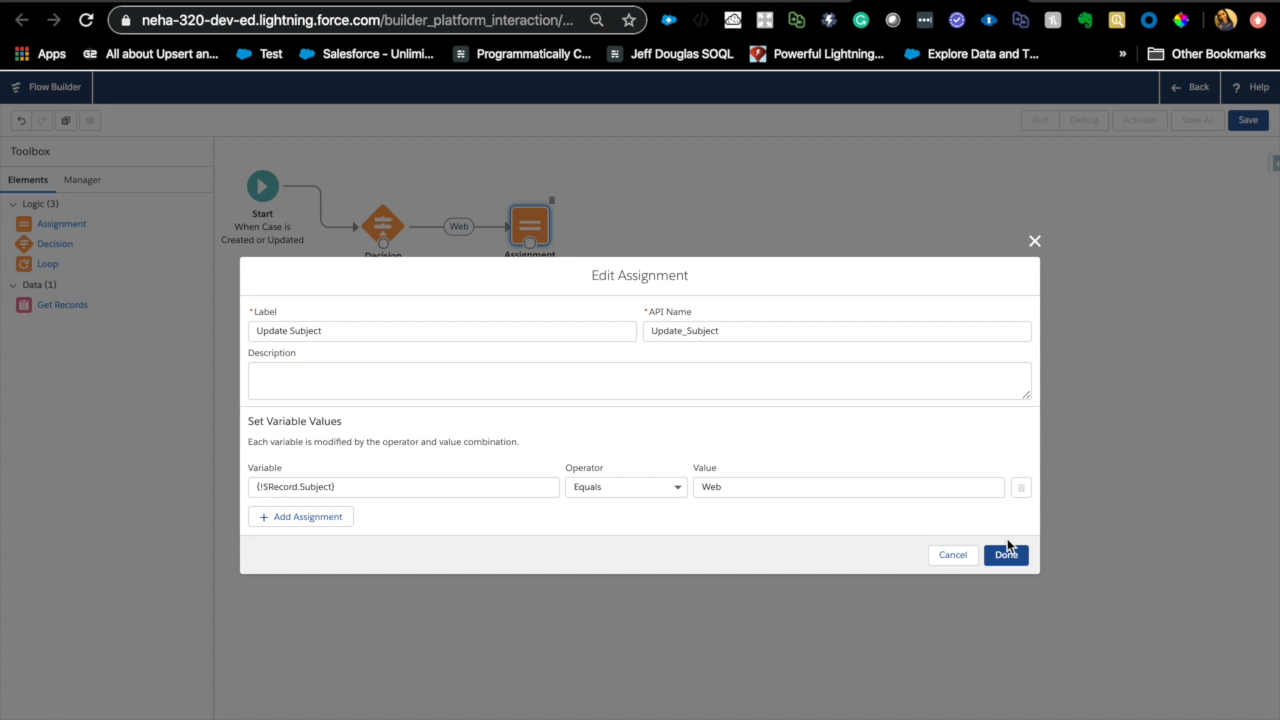 neha-320-dev-ed.lightning.force.com/builder_platform_interaction/...
Apps
All about Upsert an...
Test
Salesforce - Unlimi...
Programmatically C...
Jeff Douglas SOQL
Powerful Lightning...
Explore Data and T...
»
Other Bookmarks
Flow Builder
Back
? Help
Run
Debug
Activate
Save As
Save
Toolbox
Elements
Manager
Logic (3)
Assignment
Decision
Loop
Data (1)
Get Records
Start
When Case is
Created or Updated
Web
Decision
Assignment
Edit Assignment
*Label
*API Name
Update Subject
Update_Subject
Description
Set Variable Values
Each variable is modified by the operator and value combination.
Variable
Operator
Value
{!$Record.Subject}
Equals
Web
+ Add Assignment
Cancel
Done